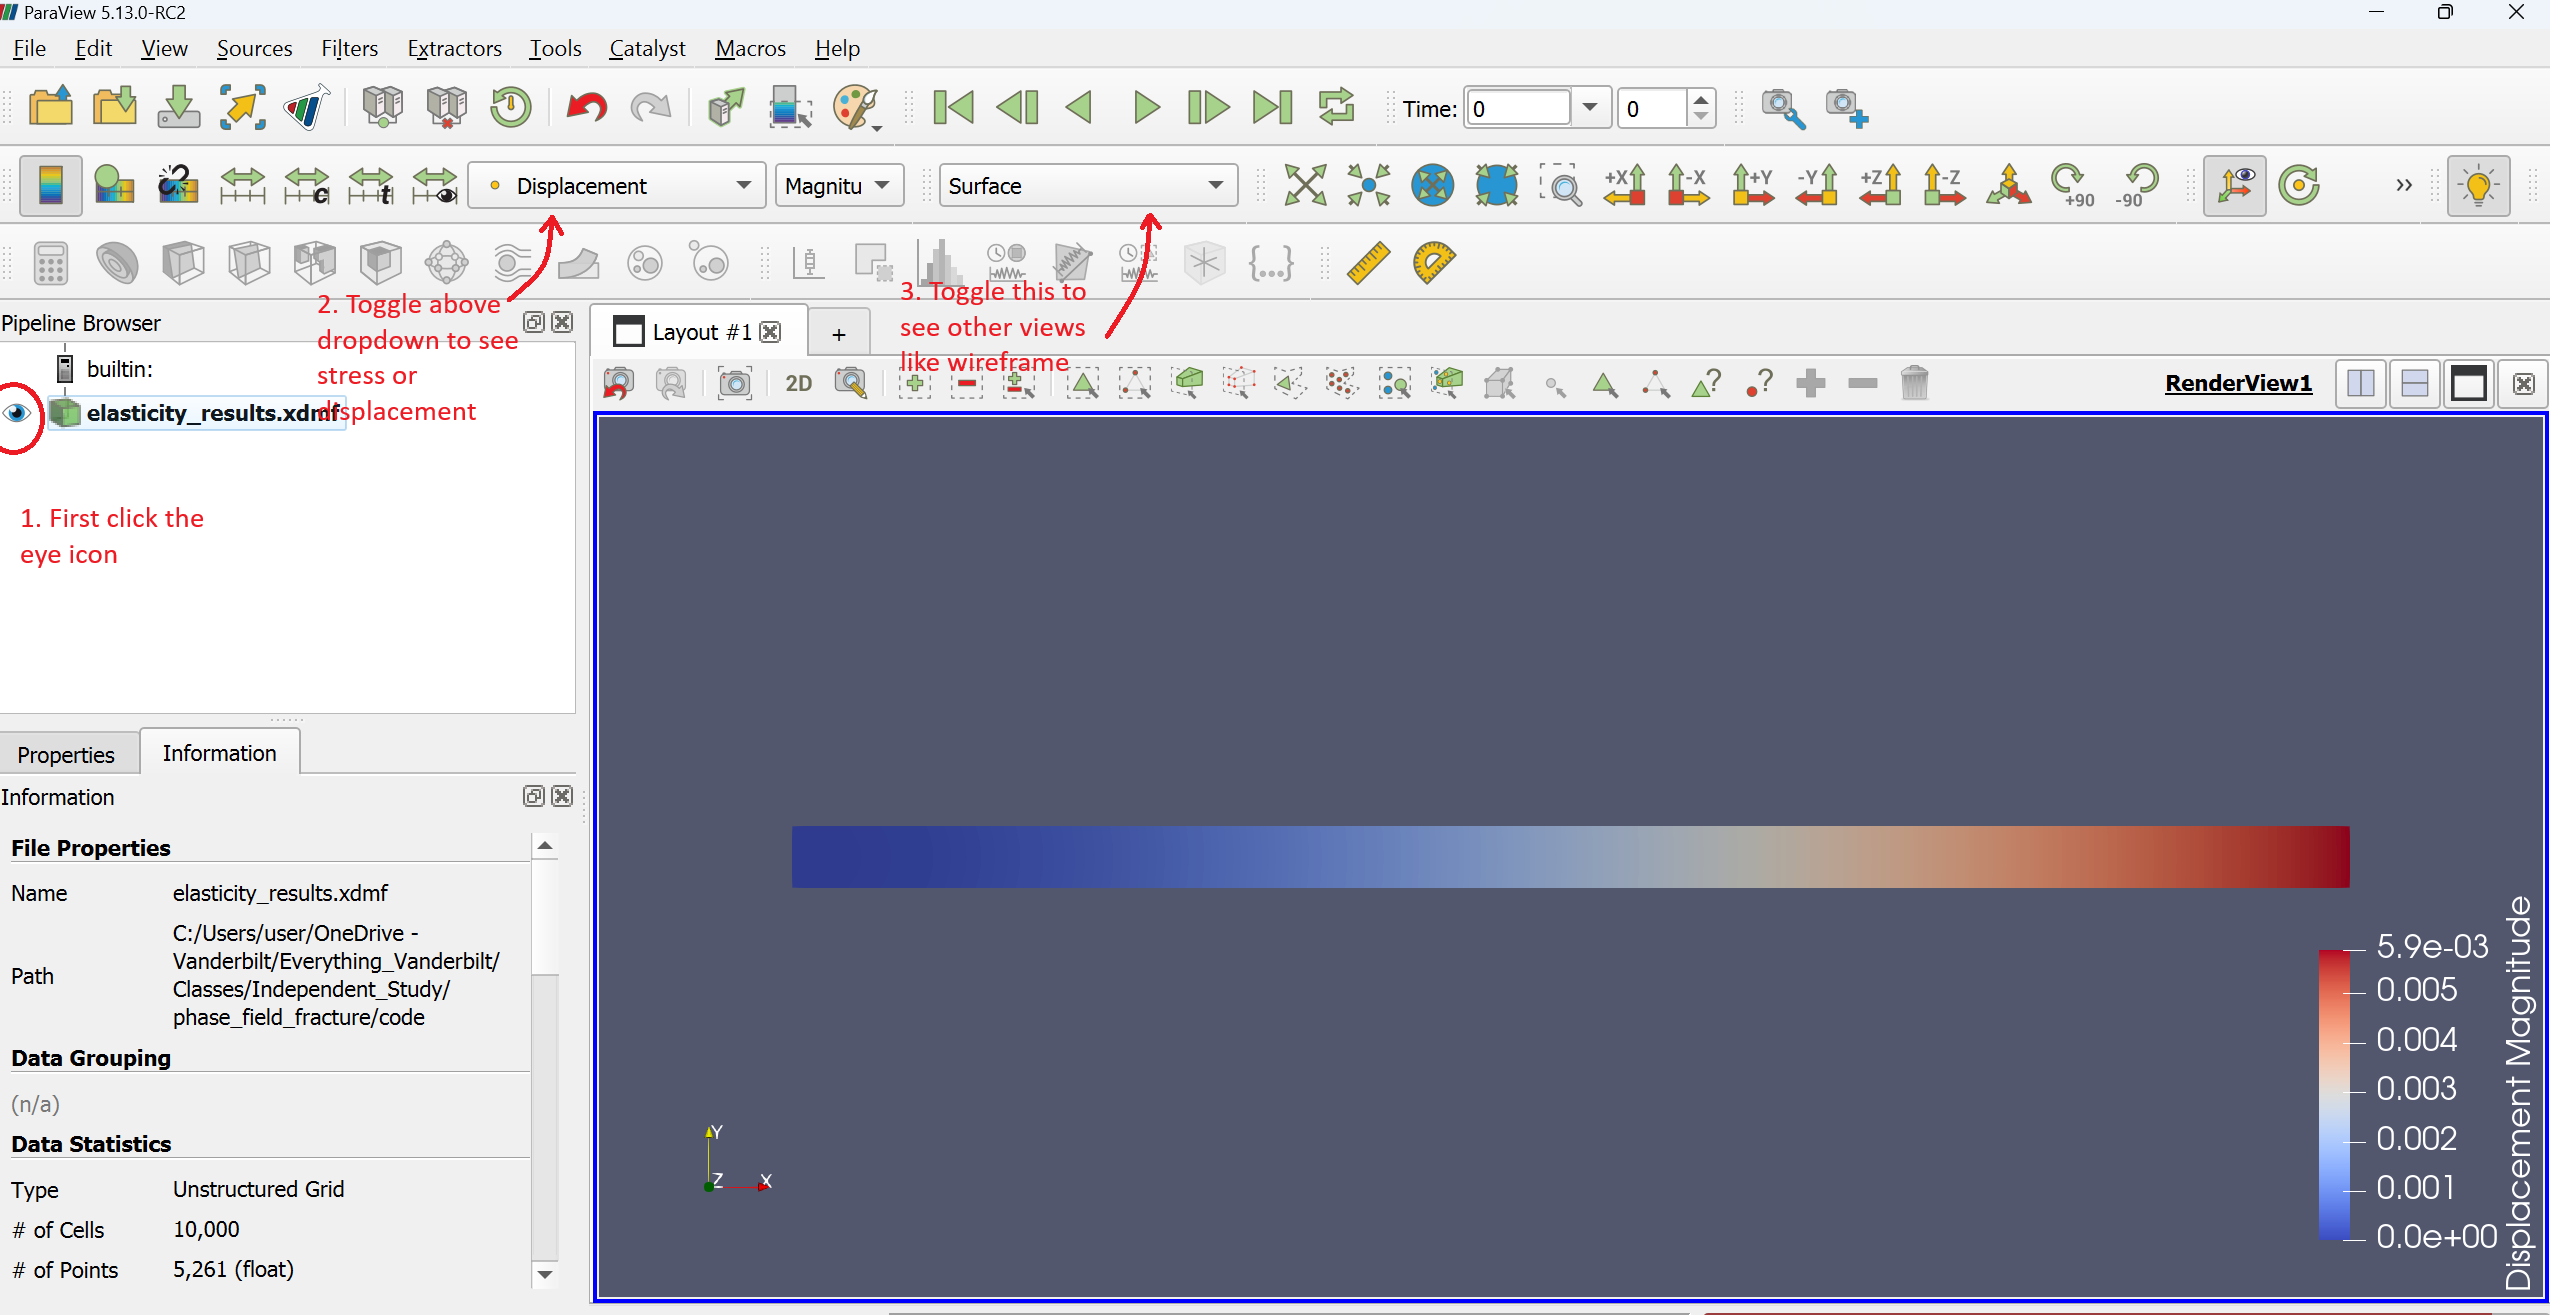 ParaView 5.13.0-RC2
File Edit View Sources Filters Extractors Tools Catalyst Macros Help
Time: 0 0
c t Displacement Magnitu Surface +X -X +Y -Y +Z -Z +90 -90 »
{...}
2. Toggle above
dropdown to see
stress or
displacement
3. Toggle this to
see other views
like wireframe
Pipeline Browser
Layout #1 +
builtin:
2D
RenderView1
elasticity_results.xdmf
1. First click the
eye icon
Properties Information
Information
File Properties
Name elasticity_results.xdmf
Path C:/Users/user/OneDrive -
Vanderbilt/Everything_Vanderbilt/
Classes/Independent_Study/
phase_field_fracture/code
Data Grouping
(n/a)
Data Statistics
Type Unstructured Grid
# of Cells 10,000
# of Points 5,261 (float)
Y
Z X
5.9e-03
0.005
0.004
0.003
0.002
0.001
0.0e+00
Displacement Magnitude